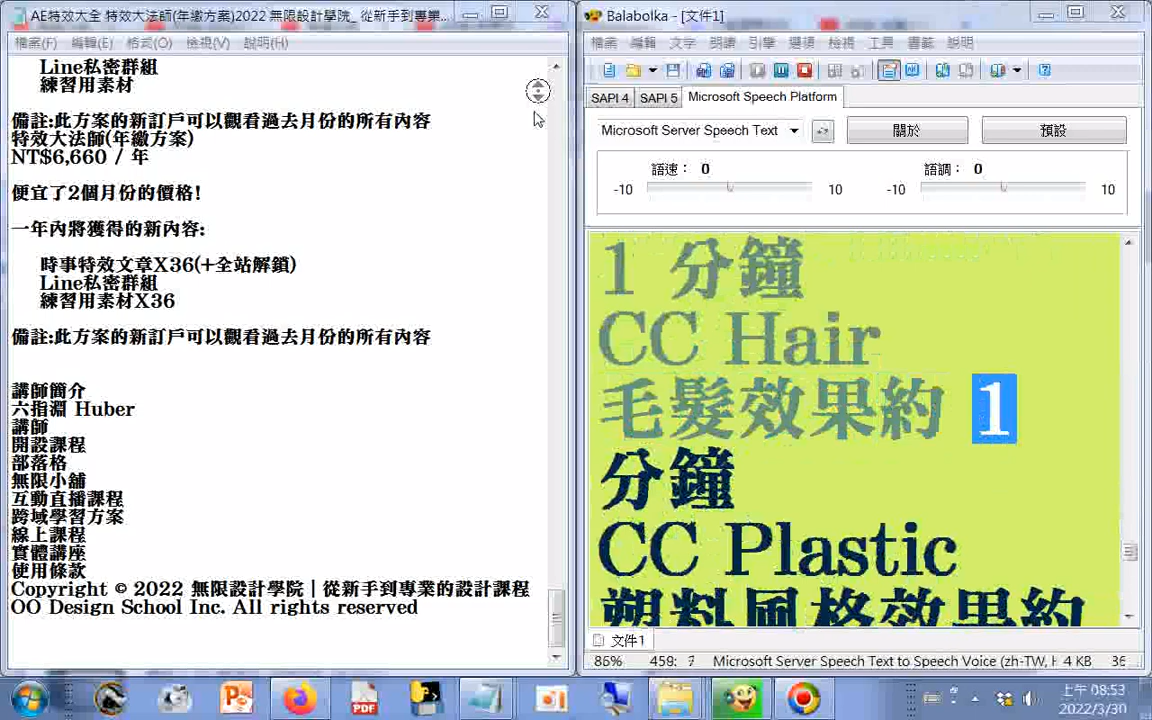 AE特效大全 特效大法師(年繳方案)2022 無限設計學院_ 從新手到專業...
檔案(F) 編輯(E) 格式(O) 檢視(V) 說明(H)
Line私密群組
練習用素材
備註:此方案的新訂戶可以觀看過去月份的所有內容
特效大法師(年繳方案)
NT$6,660 / 年
便宜了2個月份的價格!
一年內將獲得的新內容:
時事特效文章X36(+全站解鎖)
Line私密群組
練習用素材X36
備註:此方案的新訂戶可以觀看過去月份的所有內容
講師簡介
六指淵 Huber
講師
開設課程
部落格
無限小舖
互動直播課程
跨域學習方案
線上課程
實體講座
使用條款
Copyright © 2022 無限設計學院 | 從新手到專業的設計課程
OO Design School Inc. All rights reserved
Balabolka - [文件1]
檔案 編輯 文字 朗讀 引擎 選項 檢視 工具 書籤 說明
SAPI 4 SAPI 5 Microsoft Speech Platform
Microsoft Server Speech Text 關於 預設
語速： 0 語調： 0
-10 10 -10 10
1 分鐘
CC Hair
毛髮效果約 1
分鐘
CC Plastic
塑料風格效果約
文件1
86% 459: 7 Microsoft Server Speech Text to Speech Voice (zh-TW, H 4 KB 36
上午 08:53
2022/3/30